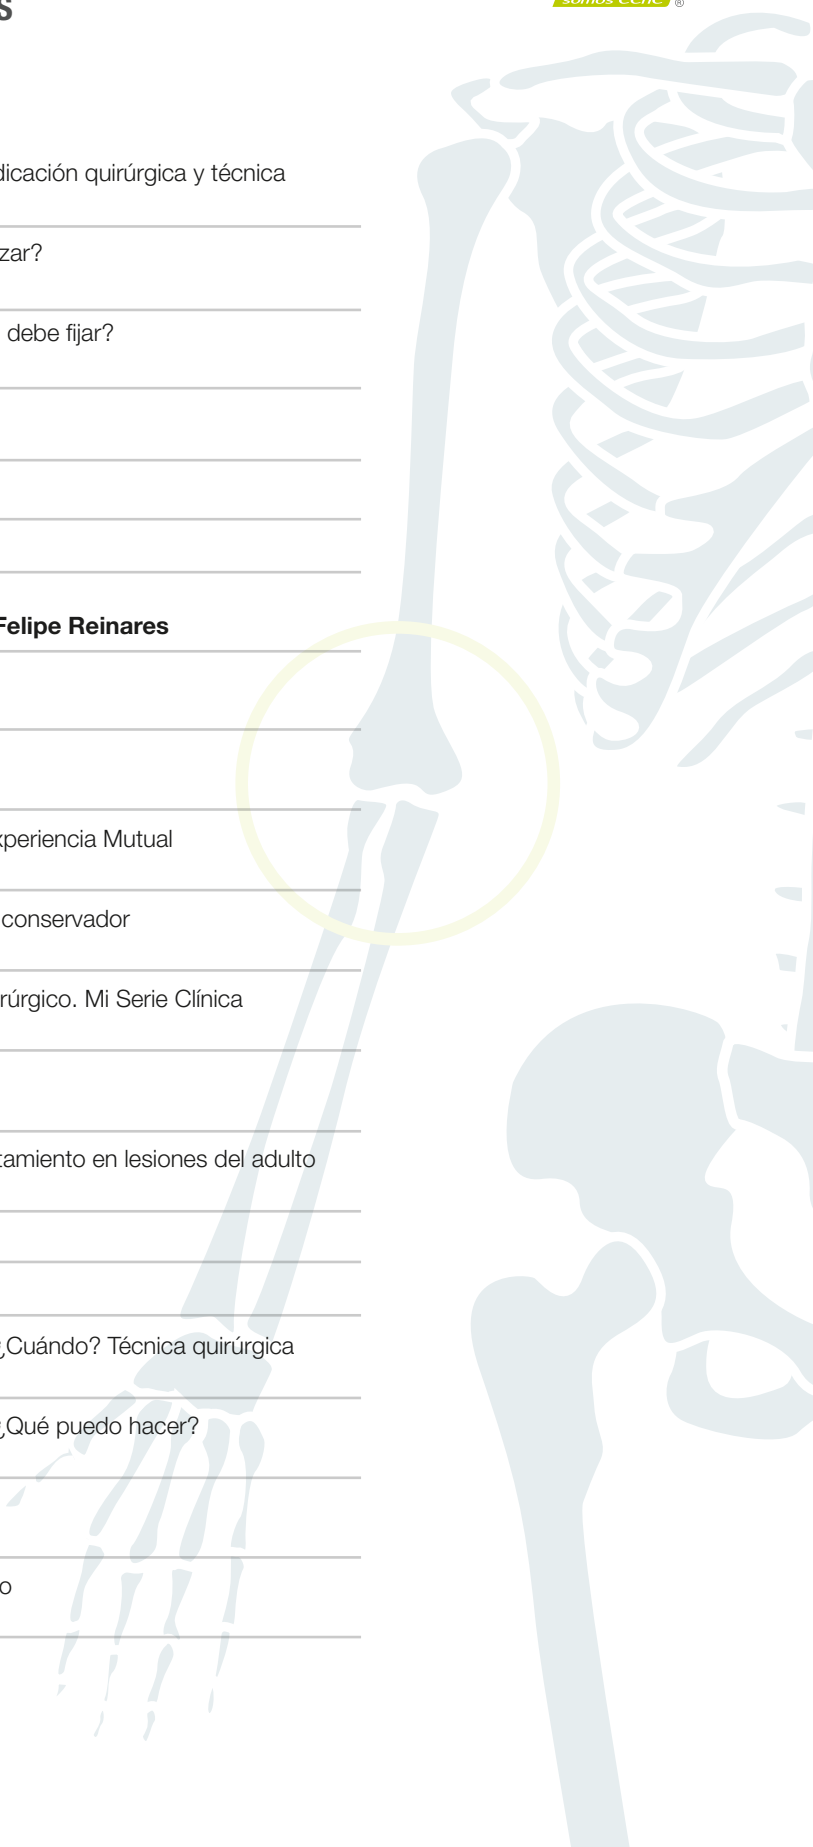 s
somos CChC ®
dicación quirúrgica y técnica
zar?
debe fijar?
Felipe Reinares
xperiencia Mutual
conservador
rúrgico. Mi Serie Clínica
tamiento en lesiones del adulto
¿Cuándo? Técnica quirúrgica
¿Qué puedo hacer?
o